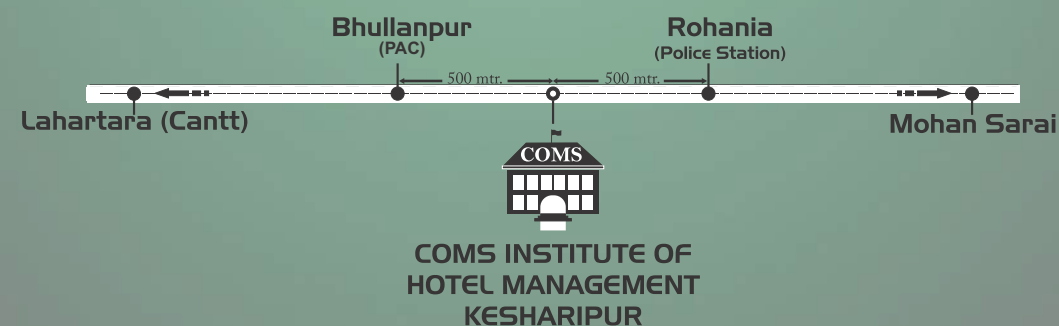 Bhullanpur
(PAC)
Rohania
(Police Station)
500 mtr.
500 mtr.
Lahartara (Cantt)
Mohan Sarai
COMS
COMS INSTITUTE OF
HOTEL MANAGEMENT
KESHARIPUR